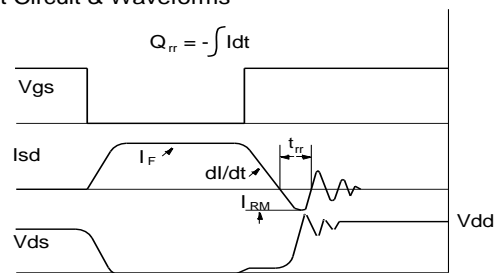 t Circuit & Waveforms
Qrr = -∫Idt
Vgs
Isd
IF
dI/dt
trr
IRM
Vds
Vdd